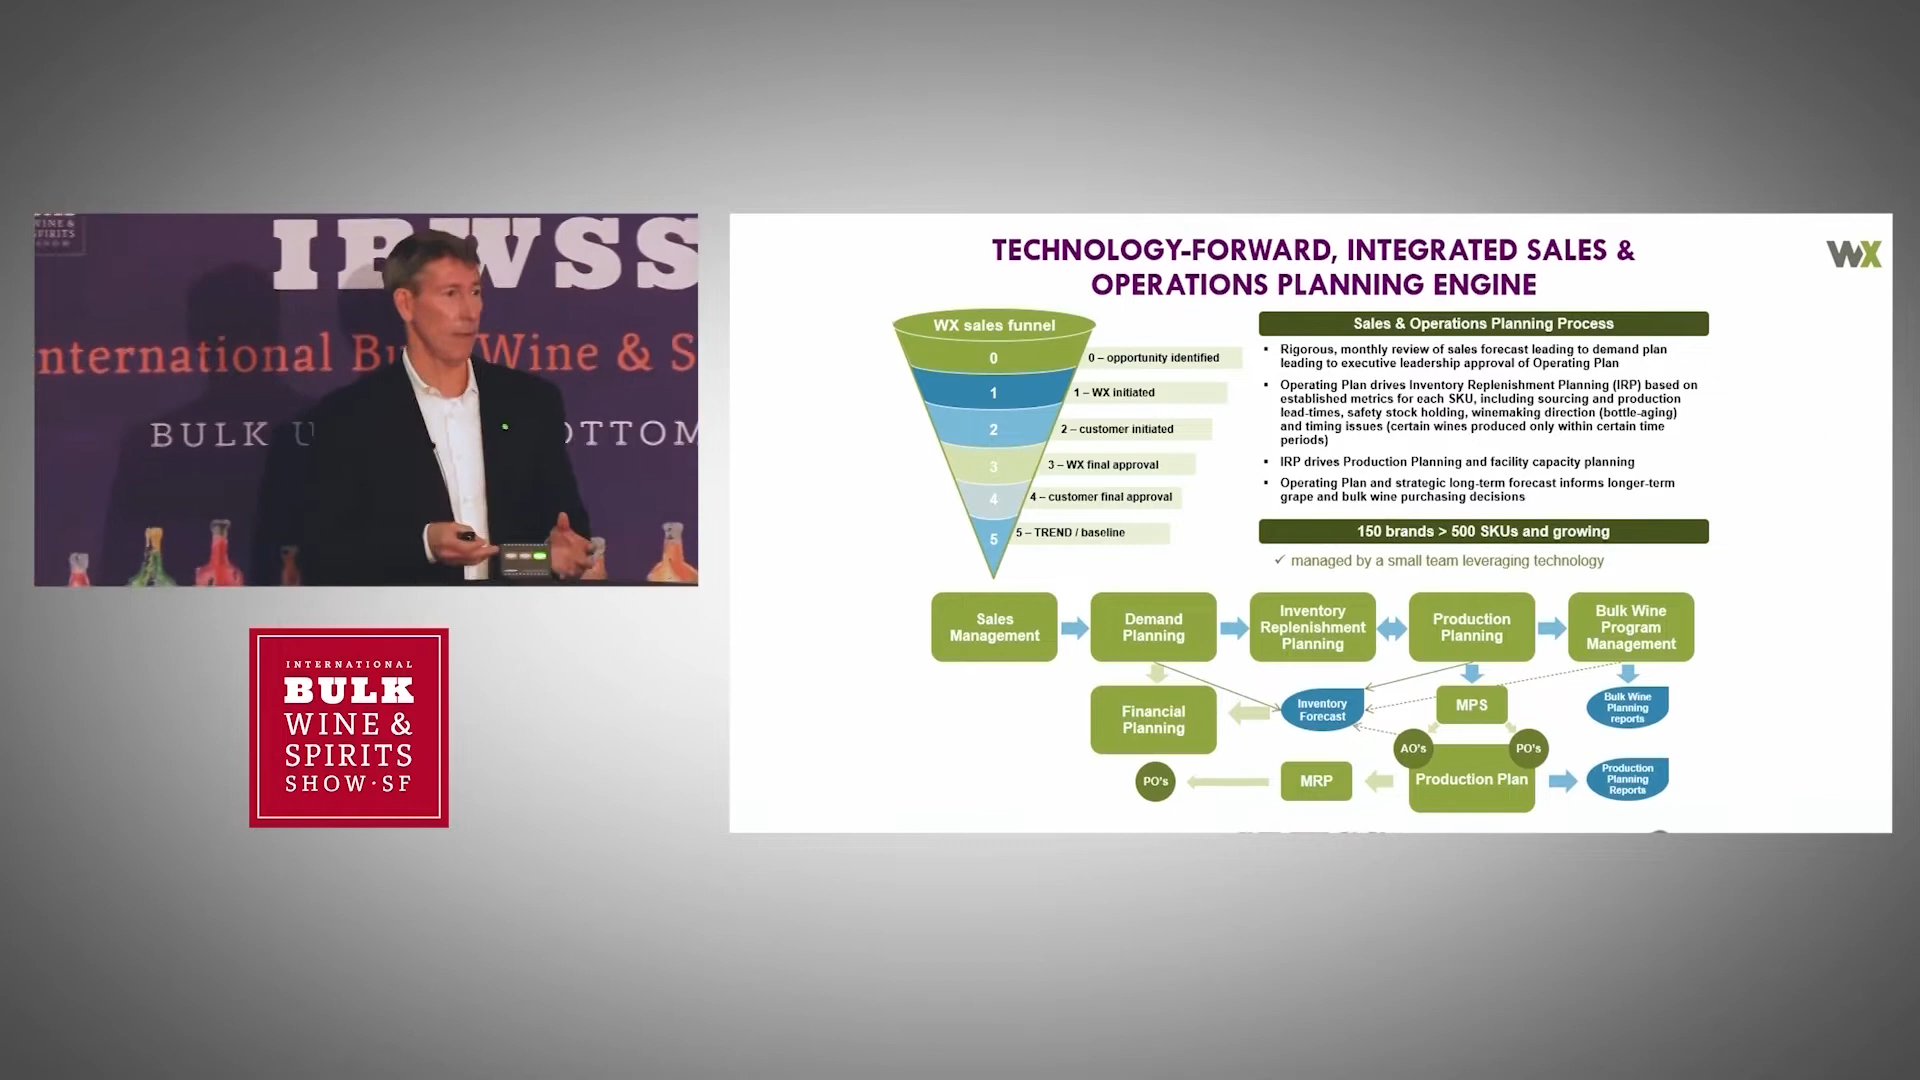 WINE &
SPIRITS
SHOW
IBWSS
International Bulk Wine & S
BULK U OTTOM
INTERNATIONAL
BULK
WINE &
SPIRITS
SHOW·SF
TECHNOLOGY-FORWARD, INTEGRATED SALES &
OPERATIONS PLANNING ENGINE
WX
WX sales funnel
0
0 – opportunity identified
1
1 – WX initiated
2
2 – customer initiated
3
3 – WX final approval
4
4 – customer final approval
5
5 – TREND / baseline
Sales & Operations Planning Process
▪ Rigorous, monthly review of sales forecast leading to demand plan
leading to executive leadership approval of Operating Plan
▪ Operating Plan drives Inventory Replenishment Planning (IRP) based on
established metrics for each SKU, including sourcing and production
lead-times, safety stock holding, winemaking direction (bottle-aging)
and timing issues (certain wines produced only within certain time
periods)
▪ IRP drives Production Planning and facility capacity planning
▪ Operating Plan and strategic long-term forecast informs longer-term
grape and bulk wine purchasing decisions
150 brands > 500 SKUs and growing
✓ managed by a small team leveraging technology
Sales
Management
Demand
Planning
Inventory
Replenishment
Planning
Production
Planning
Bulk Wine
Program
Management
Financial
Planning
Inventory
Forecast
MPS
Bulk Wine
Planning
reports
AO's
PO's
PO's
MRP
Production Plan
Production
Planning
Reports